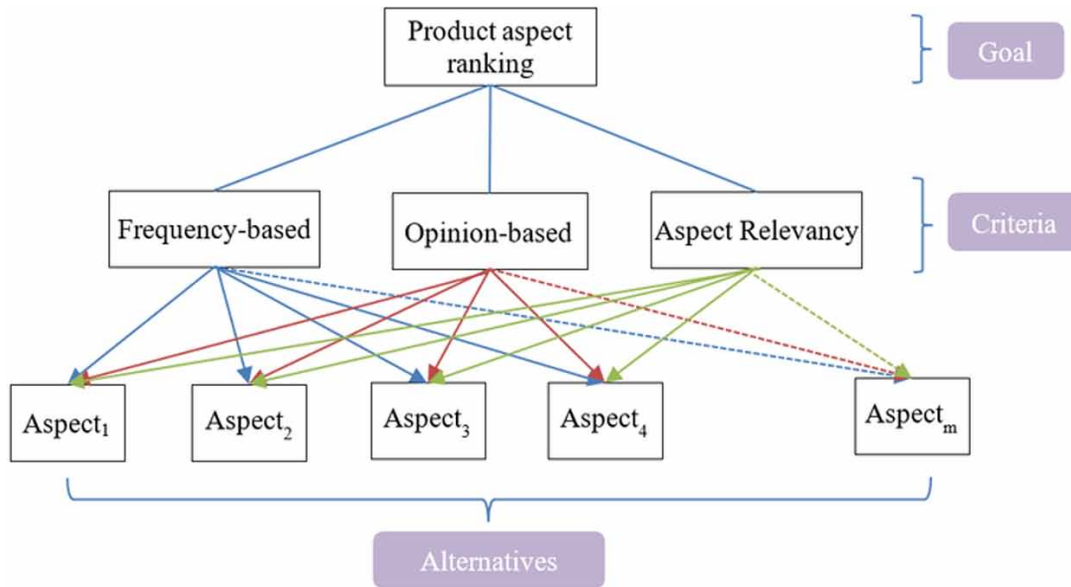 Product aspect
ranking
Goal
Frequency-based
Opinion-based
Aspect Relevancy
Criteria
Aspect₁
Aspect₂
Aspect₃
Aspect₄
Aspectₘ
Alternatives